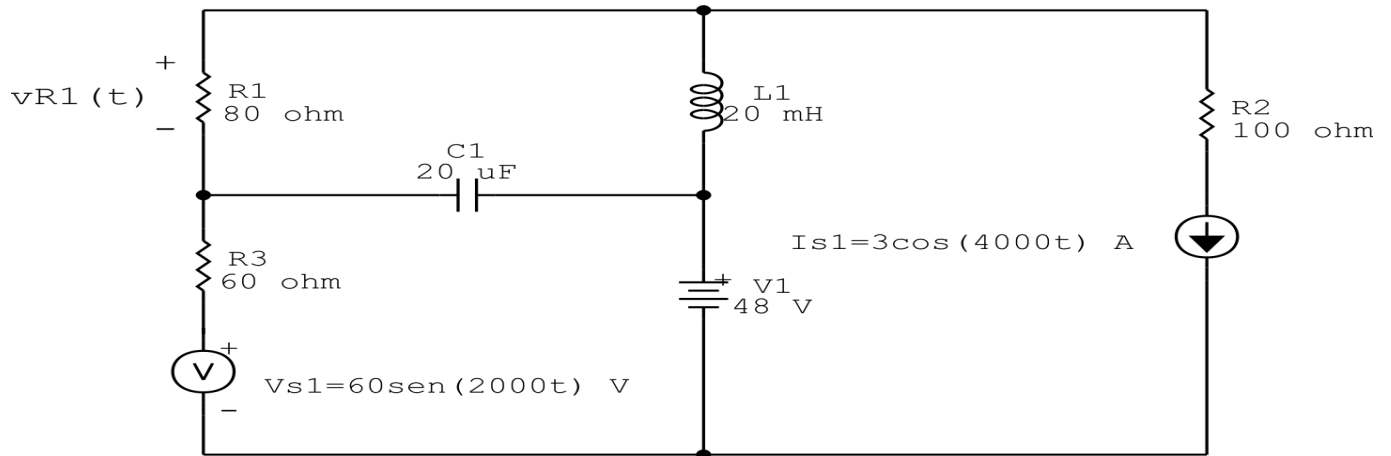 +
vR1(t)
−
R1
80 ohm
L1
20 mH
R2
100 ohm
C1
20 uF
Is1=3cos(4000t) A
R3
60 ohm
+ V1
48 V
+
V
Vs1=60sen(2000t) V
−